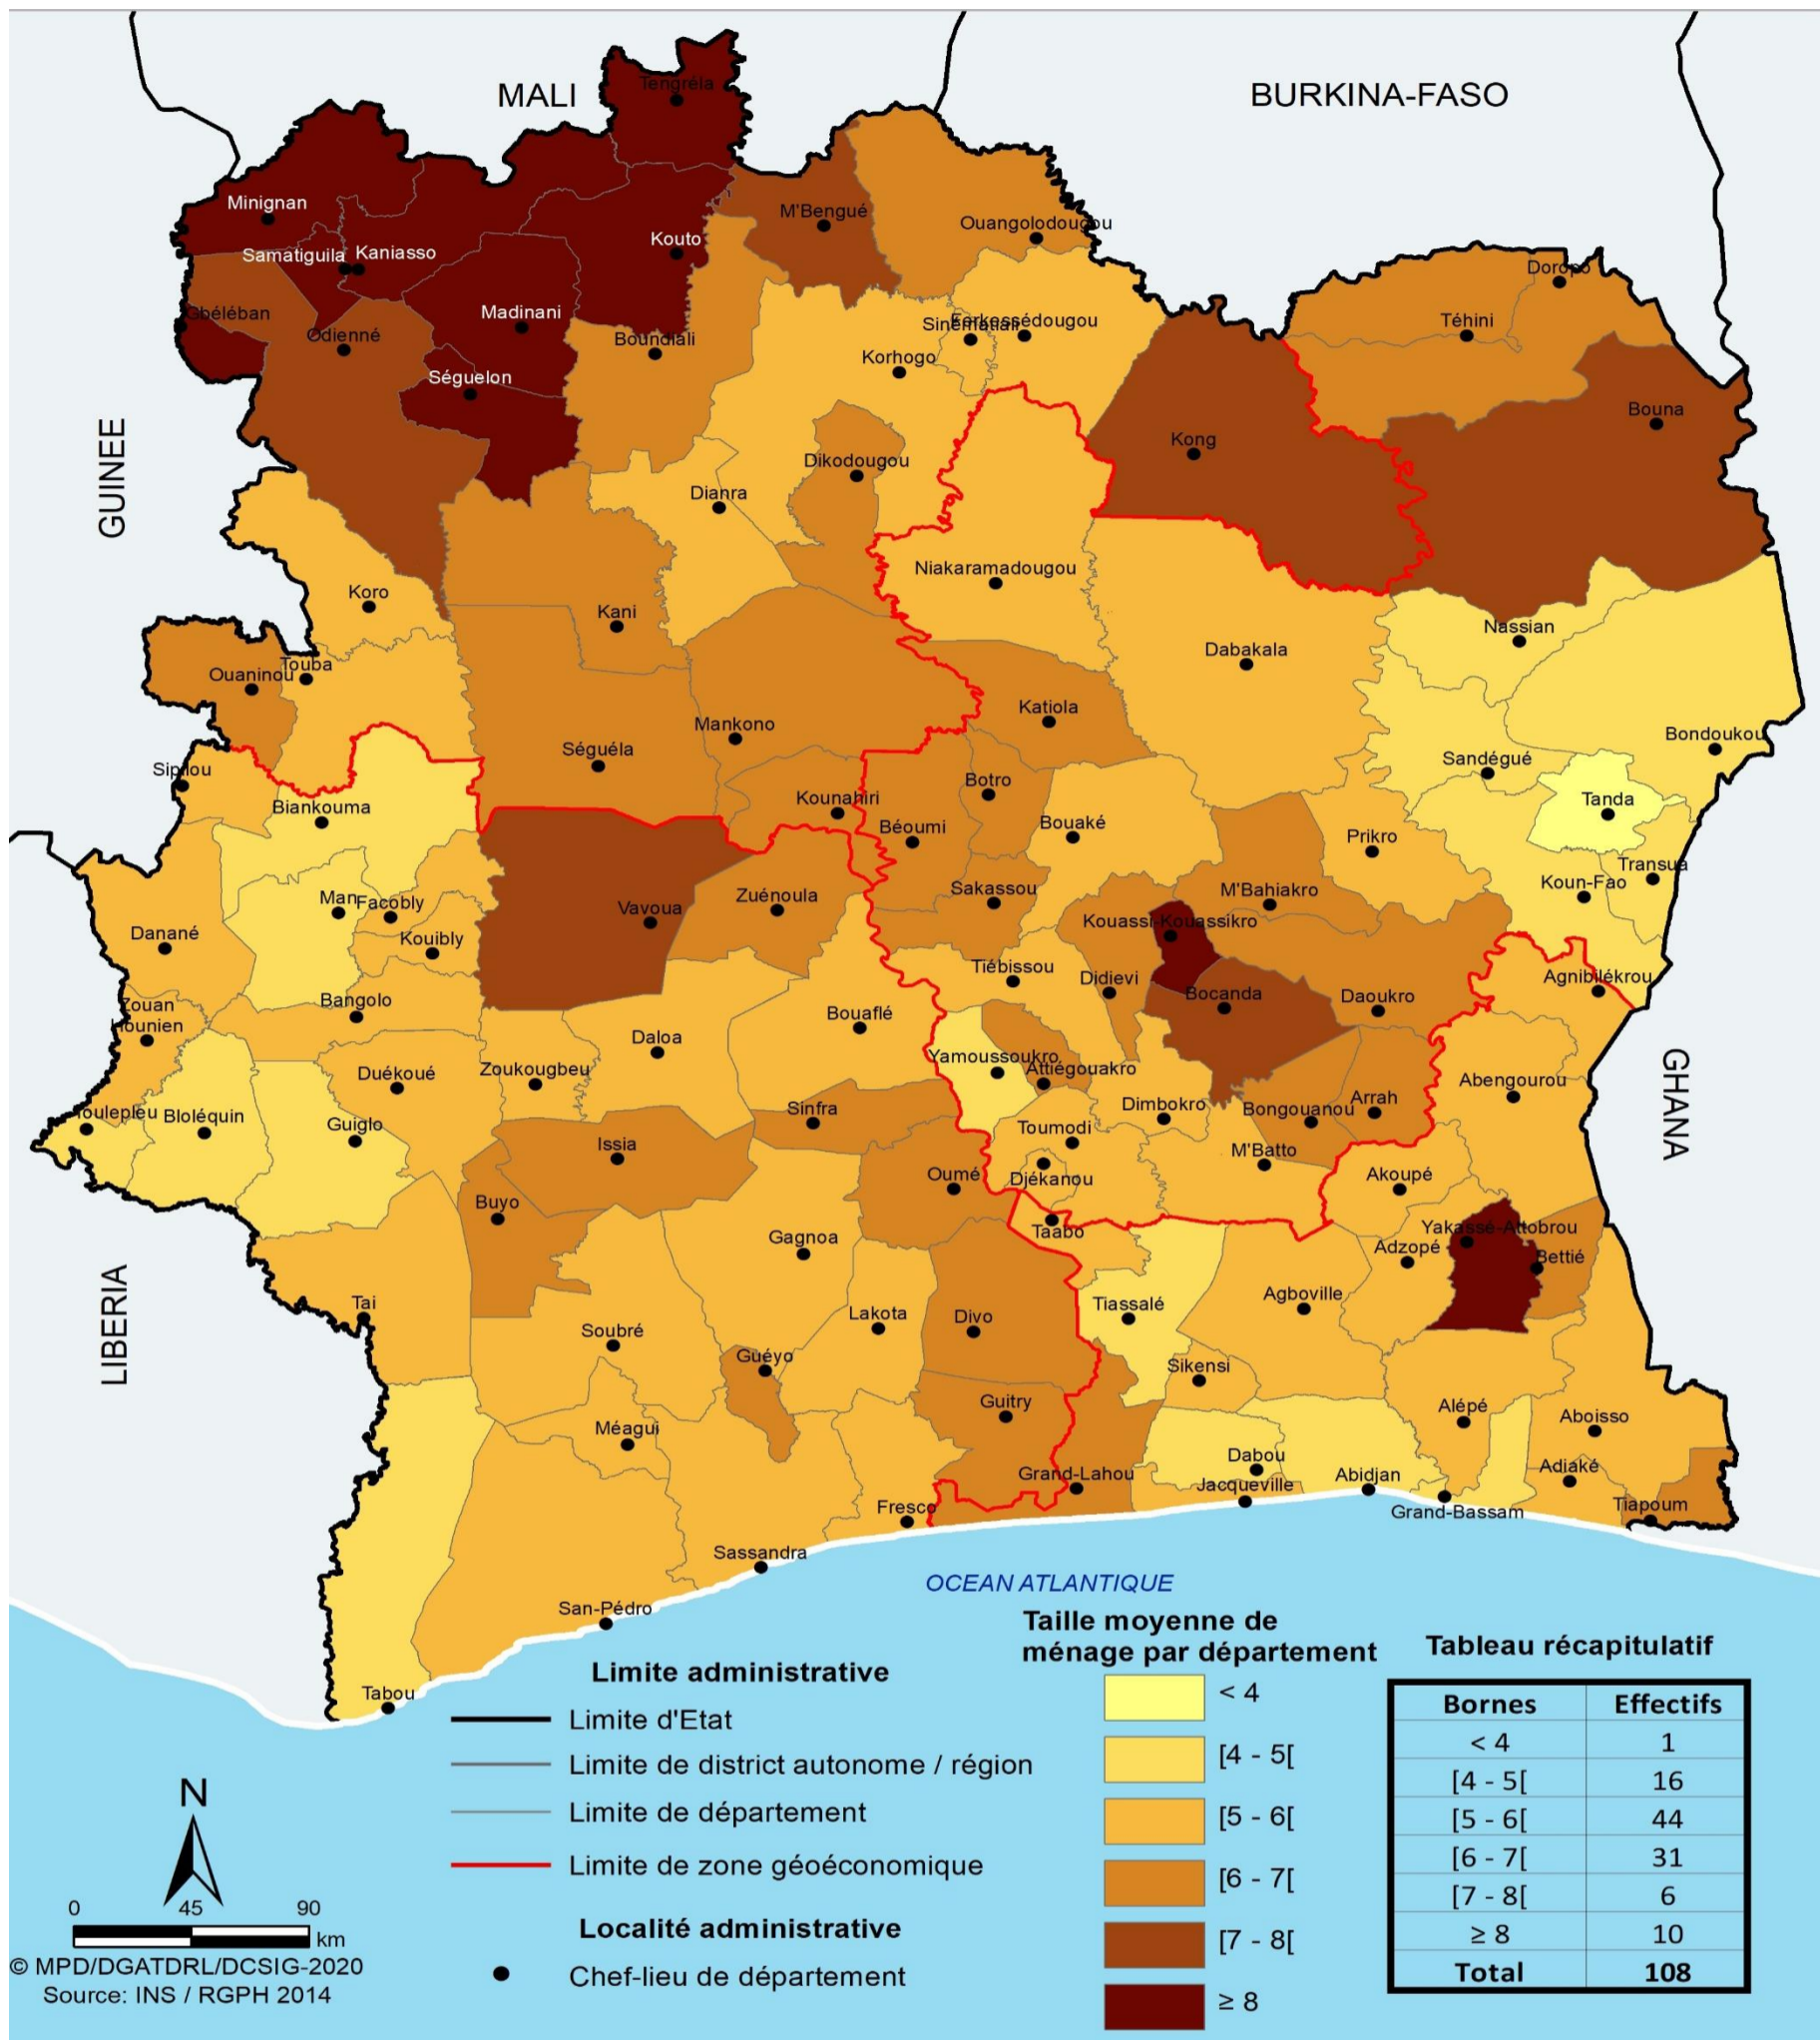 MALI
BURKINA-FASO
Tengréla
Minignan
M'Bengué
Ouangolodougou
Kouto
Samatiguila
Kaniasso
Doropo
Gbéléban
Madinani
Sinématiali
Ferkessédougou
Téhini
Odienné
Boundiali
Korhogo
Séguelon
Bouna
GUINEE
Kong
Dikodougou
Dianra
Niakaramadougou
Koro
Kani
Nassian
Dabakala
Touba
Ouaninou
Katiola
Mankono
Bondoukou
Séguéla
Sandégué
Sipilou
Botro
Kounahiri
Tanda
Biankouma
Béoumi
Bouaké
Prikro
Transua
Sakassou
M'Bahiakro
Koun-Fao
Man
Facobly
Vavoua
Zuénoula
Kouassi-Kouassikro
Danané
Kouibly
Tiébissou
Didievi
Agnibilékrou
Bangolo
Bocanda
Daoukro
Zouan
Hounien
Bouaflé
Daloa
Yamoussoukro
Attiégouakro
Duékoué
Zoukougbeu
Abengourou
Toulepleu
Bloléquin
Guiglo
Sinfra
Dimbokro
Bongouanou
Arrah
GHANA
Issia
Toumodi
M'Batto
Oumé
Djékanou
Akoupé
Buyo
Taabo
Yakassé-Attobrou
Gagnoa
Adzopé
Bettié
LIBERIA
Tai
Lakota
Divo
Tiassalé
Agboville
Soubré
Guéyo
Sikensi
Guitry
Alépé
Aboisso
Méagui
Grand-Lahou
Dabou
Jacqueville
Abidjan
Adiaké
Fresco
Grand-Bassam
Tiapoum
Sassandra
San-Pédro
Tabou
OCEAN ATLANTIQUE
Limite administrative
Limite d'Etat
Limite de district autonome / région
Limite de département
Limite de zone géoéconomique
Localité administrative
Chef-lieu de département
Taille moyenne de
ménage par département
< 4
[4 - 5[
[5 - 6[
[6 - 7[
[7 - 8[
≥ 8
Tableau récapitulatif
Bornes Effectifs
< 4 1
[4 - 5[ 16
[5 - 6[ 44
[6 - 7[ 31
[7 - 8[ 6
≥ 8 10
Total 108
N
0 45 90
km
© MPD/DGATDRL/DCSIG-2020
Source: INS / RGPH 2014